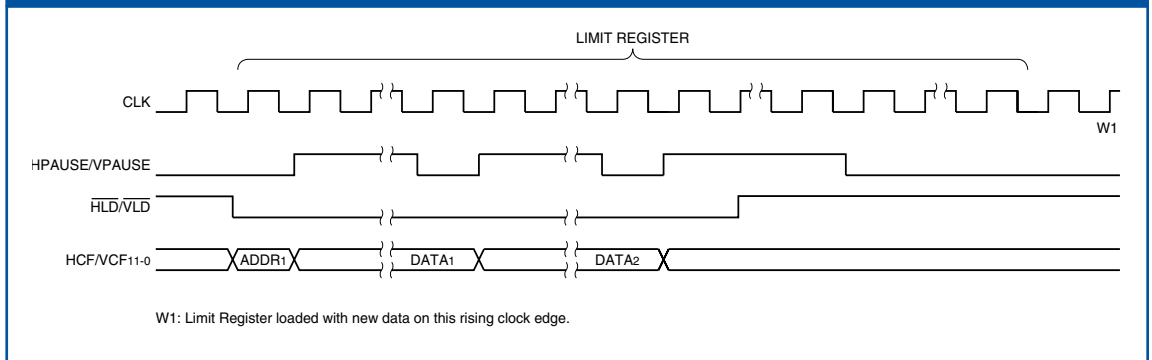 LIMIT REGISTER
CLK
W1
HPAUSE/VPAUSE
HLD/VLD
HCF/VCF11-0
ADDR1
DATA1
DATA2
W1: Limit Register loaded with new data on this rising clock edge.